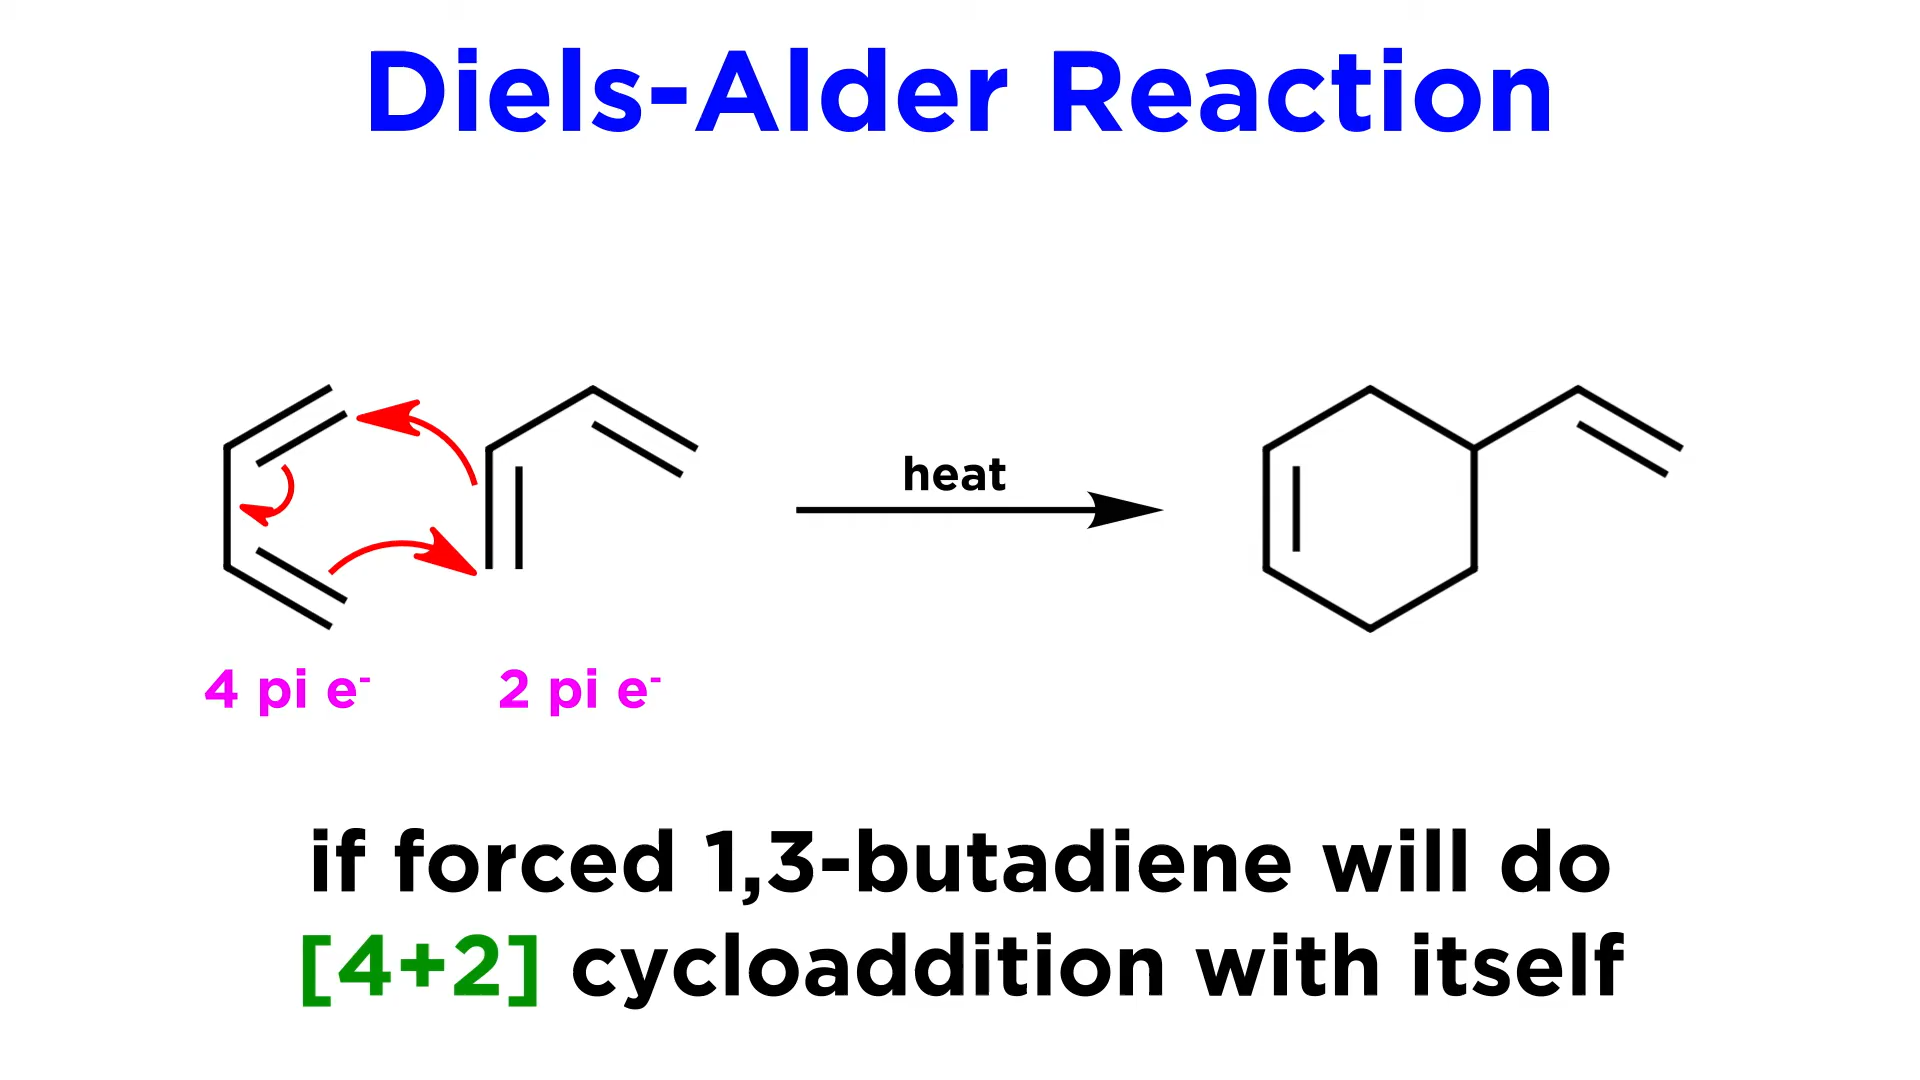 Diels-Alder Reaction
heat
4 pi e⁻ 2 pi e⁻
if forced 1,3-butadiene will do
[4+2] cycloaddition with itself